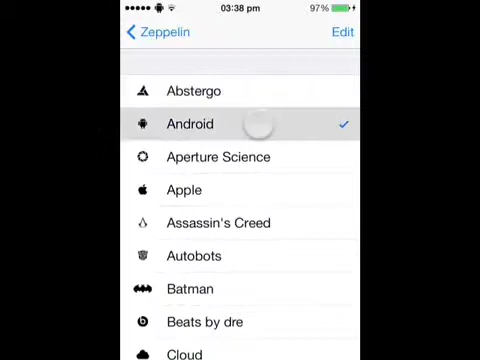 03:38 pm 97%
Zeppelin Edit
Abstergo
Android
Aperture Science
Apple
Assassin's Creed
Autobots
Batman
Beats by dre
Cloud